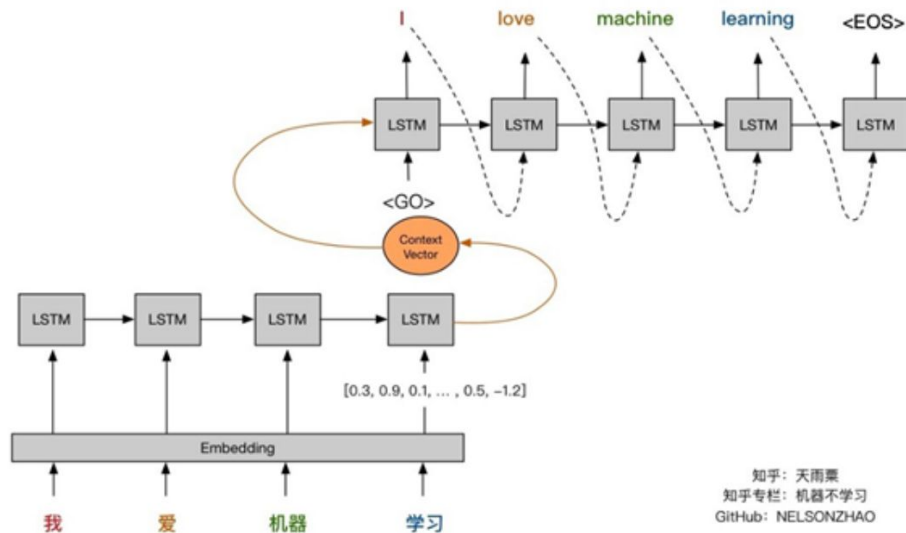 I love machine learning <EOS>
LSTM LSTM LSTM LSTM LSTM
<GO>
Context
Vector
LSTM LSTM LSTM LSTM
[0.3, 0.9, 0.1, ... , 0.5, −1.2]
Embedding
我 爱 机器 学习
知乎：天雨粟
知乎专栏：机器不学习
GitHub：NELSONZHAO